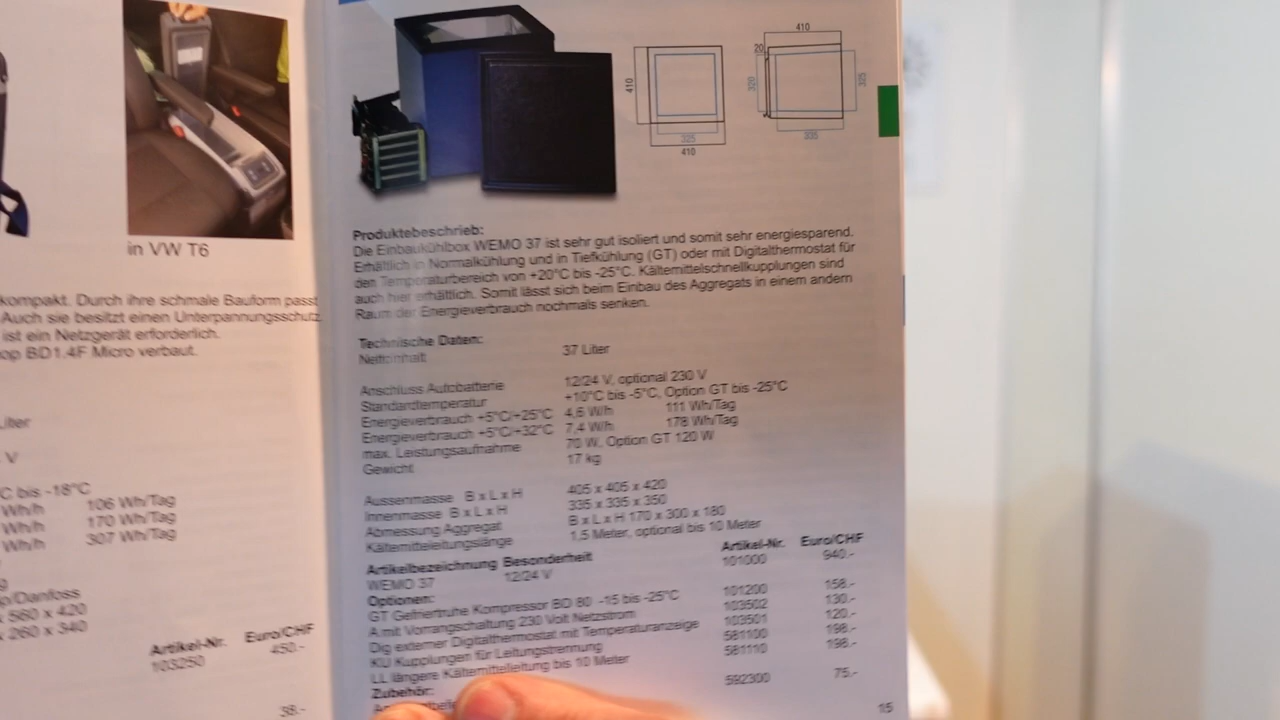 in VW T6
kompakt. Durch ihre schmale Bauform passt
Auch sie besitzt einen Unterpannungsschutz.
ist ein Netzgerät erforderlich.
op BD1.4F Micro verbaut.
Liter
V
C bis -18°C
Wh/h 106 Wh/Tag
Wh/h 170 Wh/Tag
Wh/h 307 Wh/Tag
p/Danfoss
x 560 x 420
x 260 x 340
Artikel-Nr. Euro/CHF
103250 450.-
38.-
410
410
325
410
20
320
325
335
Produktebeschrieb:
Die Einbaukühlbox WEMO 37 ist sehr gut isoliert und somit sehr energiesparend.
Erhältlich in Normalkühlung und in Tiefkühlung (GT) oder mit Digitalthermostat für
den Temperaturbereich von +20°C bis -25°C. Kältemittelschnellkupplungen sind
auch hier erhältlich. Somit lässt sich beim Einbau des Aggregats in einem andern
Raum der Energieverbrauch nochmals senken.
Technische Daten:
Nettoinhalt 37 Liter
Anschluss Autobatterie 12/24 V, optional 230 V
Standardtemperatur +10°C bis -5°C, Option GT bis -25°C
Energieverbrauch +5°C/+25°C 4,6 W/h 111 Wh/Tag
Energieverbrauch +5°C/+32°C 7,4 W/h 178 Wh/Tag
max. Leistungsaufnahme 70 W, Option GT 120 W
Gewicht 17 kg
Aussenmasse B x L x H 405 x 405 x 420
Innenmasse B x L x H 335 x 335 x 350
Abmessung Aggregat B x L x H 170 x 300 x 180
Kältemittelleitungslänge 1,5 Meter, optional bis 10 Meter
Artikelbezeichnung Besonderheit Artikel-Nr. Euro/CHF
WEMO 37 12/24 V 101000 940.-
Optionen:
GT Gefriertruhe Kompressor BD 80 -15 bis -25°C 101200 158.-
A mit Vorrangschaltung 230 Volt Netzstrom 103502 130.-
Dig externer Digitalthermostat mit Temperaturanzeige 103501 120.-
KU Kupplungen für Leitungstrennung 581100 198.-
LL längere Kältemittelleitung bis 10 Meter 581110 198.-
Zubehör:
592300 75.-
15